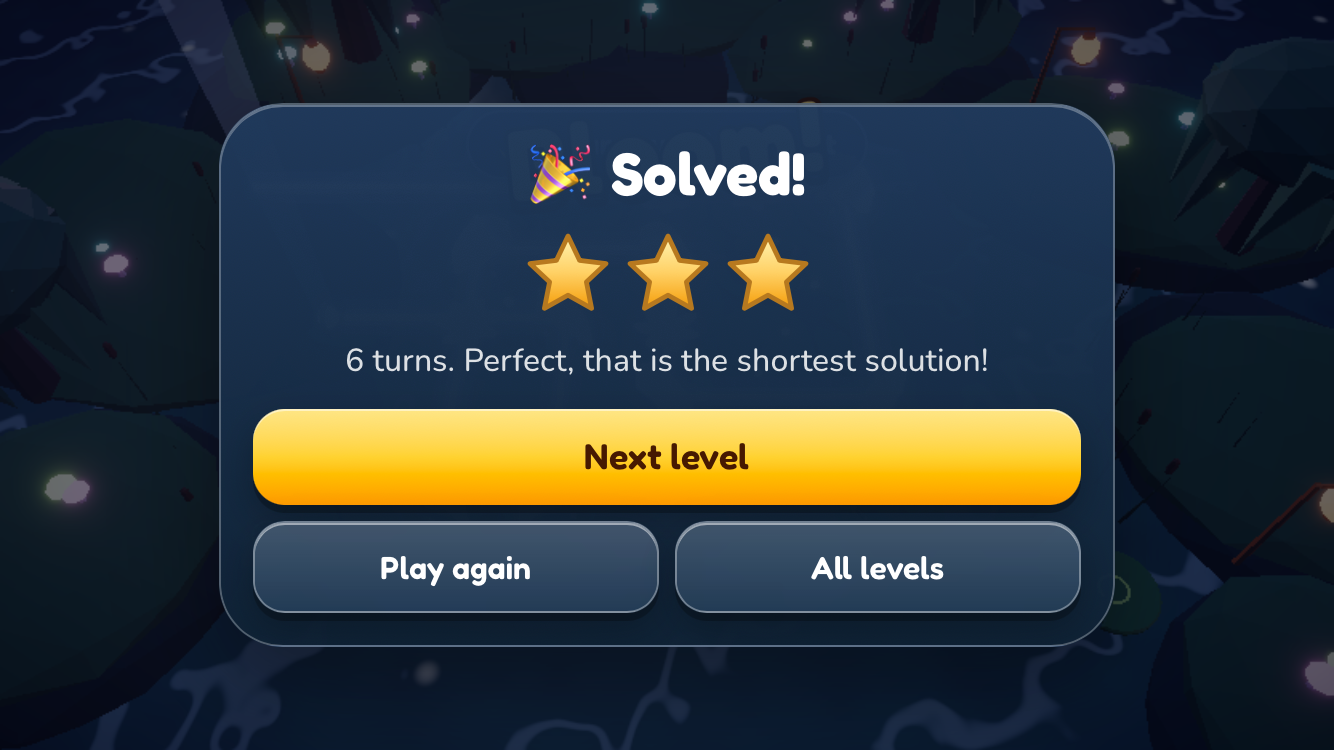 Solved!
6 turns. Perfect, that is the shortest solution!
Next level
Play again
All levels